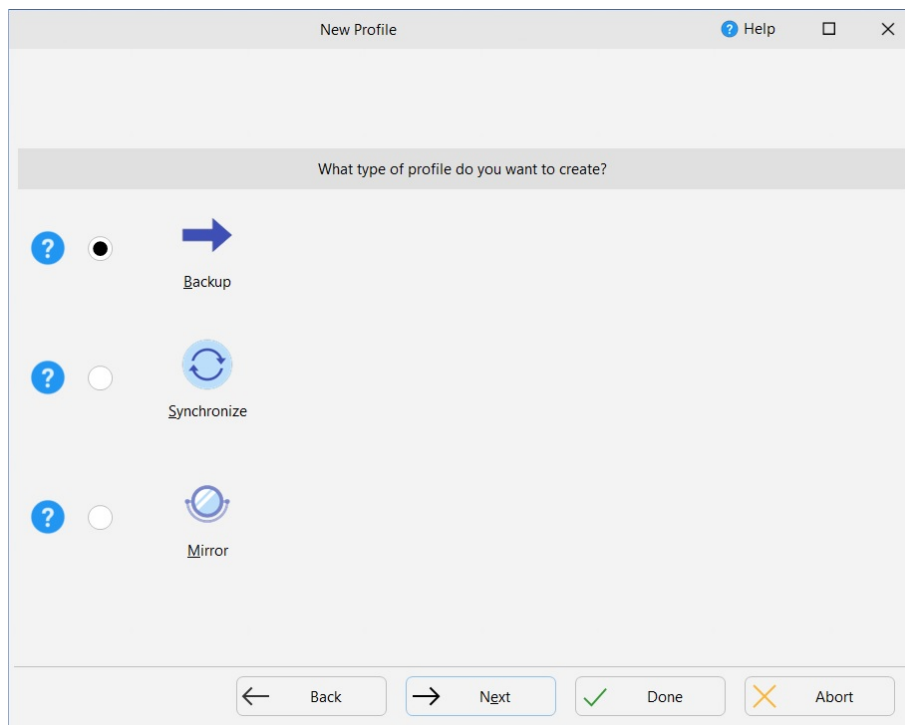 New Profile
? Help
What type of profile do you want to create?
?
Backup
?
Synchronize
?
Mirror
Back
Next
Done
Abort